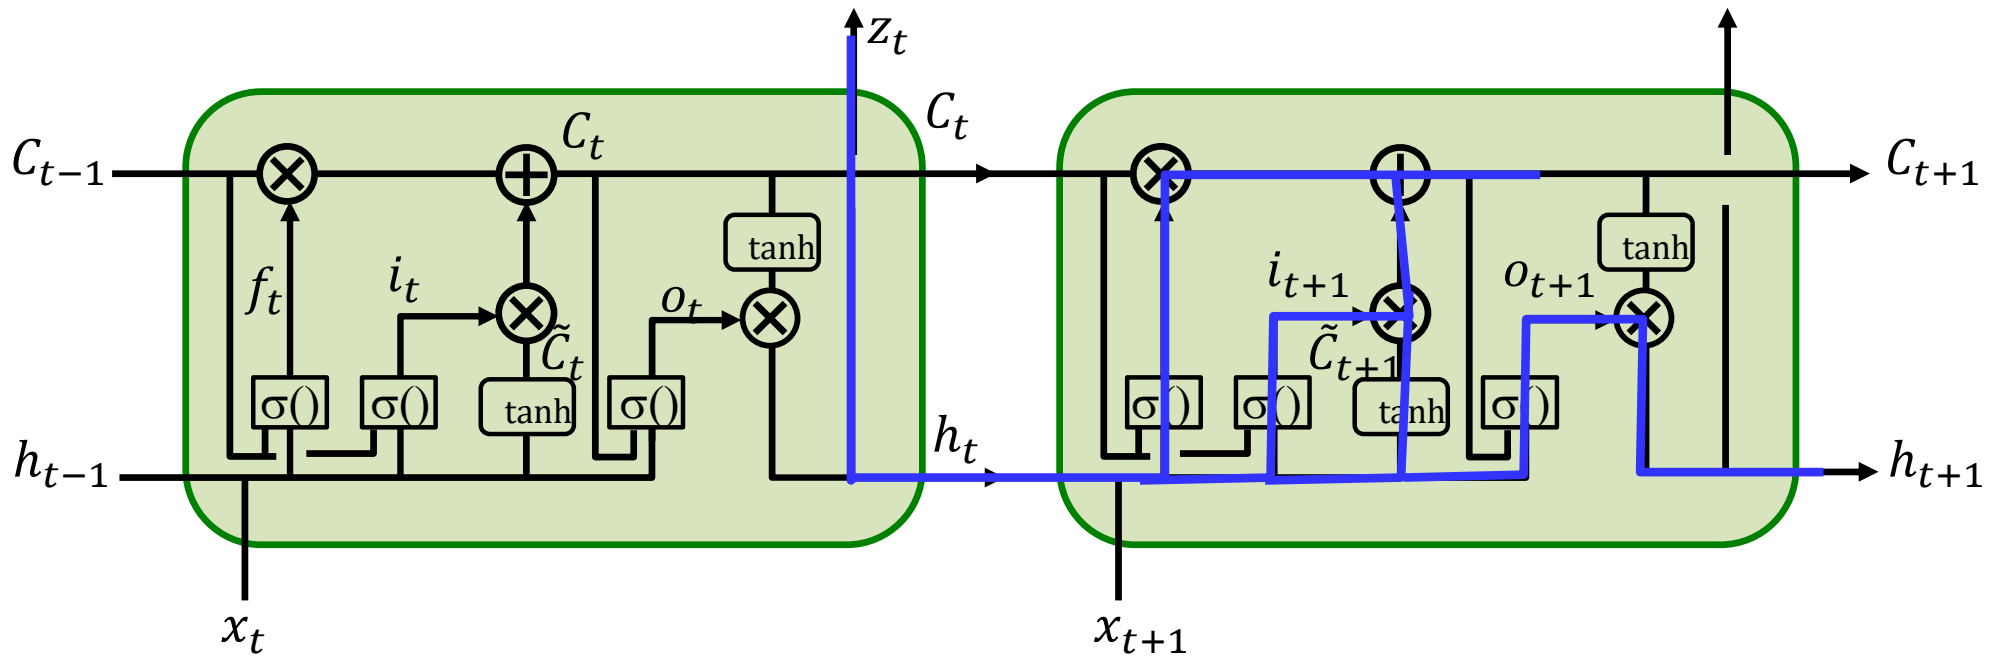 z_t
C_{t-1}
C_t
C_t
C_{t+1}
f_t
i_t
C̃_t
o_t
tanh
i_{t+1}
C̃_{t+1}
o_{t+1}
tanh
σ()
σ()
tanh
σ()
σ()
σ()
tanh
σ()
h_{t-1}
h_t
h_{t+1}
x_t
x_{t+1}